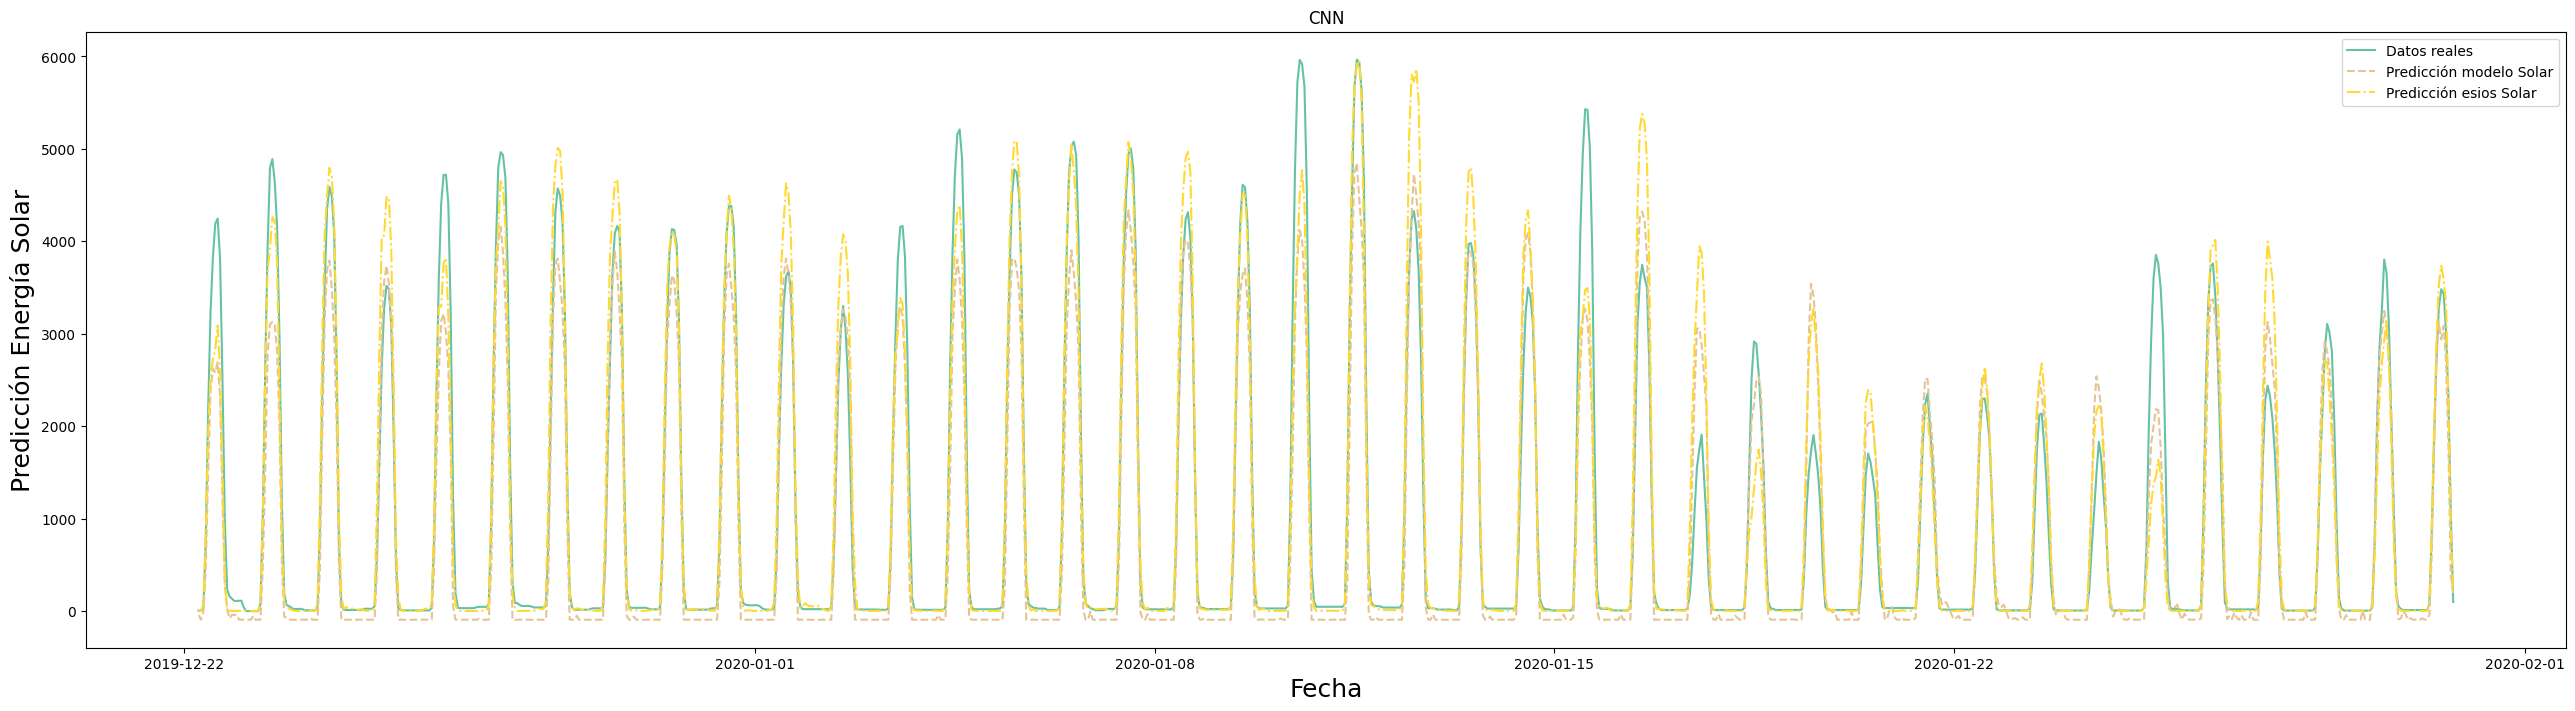 CNN
Datos reales
Predicción modelo Solar
Predicción esios Solar
Predicción Energía Solar
6000
5000
4000
3000
2000
1000
0
2019-12-22
2020-01-01
2020-01-08
2020-01-15
2020-01-22
2020-02-01
Fecha